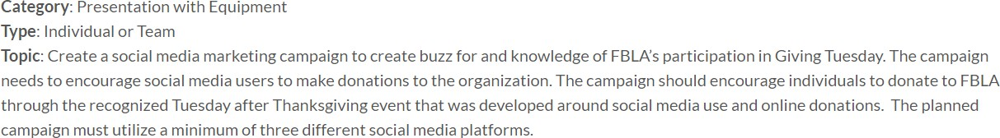 Category: Presentation with Equipment
Type: Individual or Team
Topic: Create a social media marketing campaign to create buzz for and knowledge of FBLA’s participation in Giving Tuesday. The campaign
needs to encourage social media users to make donations to the organization. The campaign should encourage individuals to donate to FBLA
through the recognized Tuesday after Thanksgiving event that was developed around social media use and online donations.  The planned
campaign must utilize a minimum of three different social media platforms.